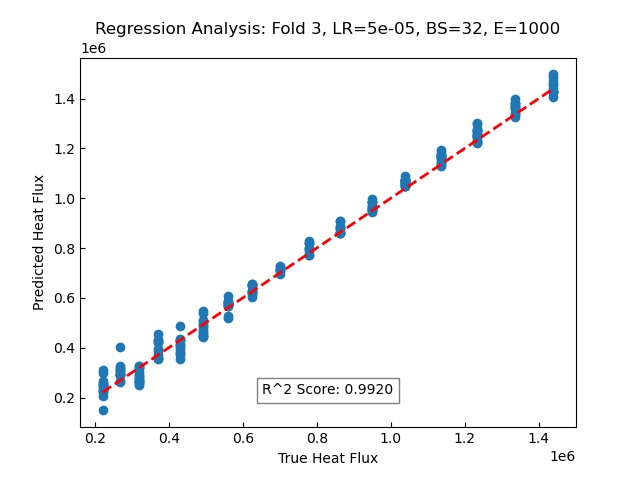 Regression Analysis: Fold 3, LR=5e-05, BS=32, E=1000
1e6
1.4
1.2
1.0
0.8
0.6
0.4
0.2
Predicted Heat Flux
R^2 Score: 0.9920
0.2 0.4 0.6 0.8 1.0 1.2 1.4
1e6
True Heat Flux